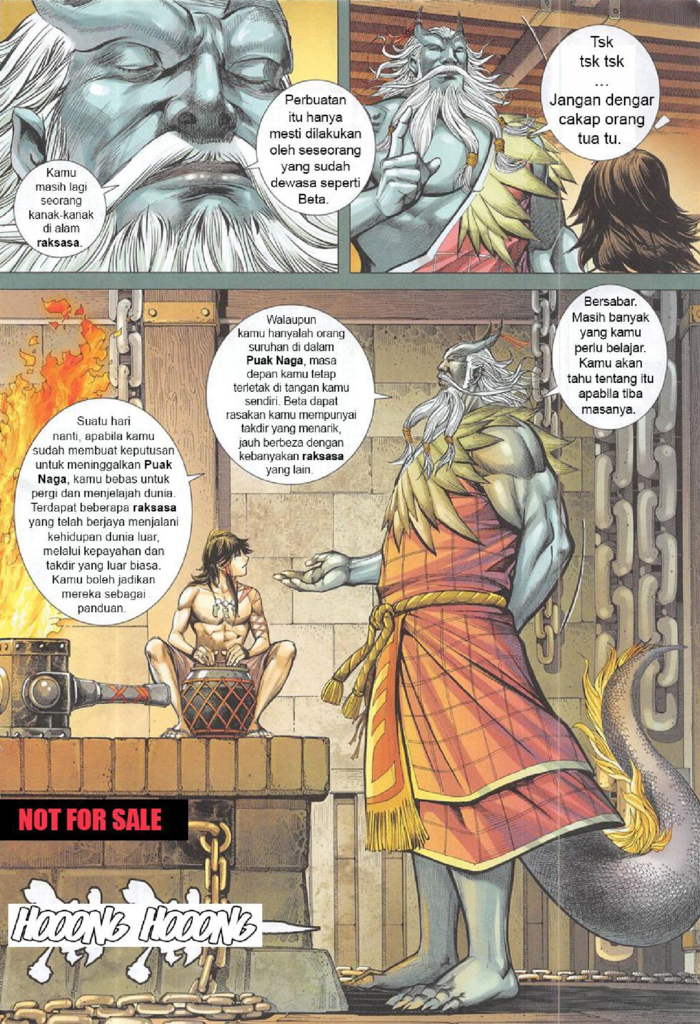 Kamu
masih lagi
seorang
kanak-kanak
di alam
raksasa.
Perbuatan
itu hanya
mesti dilakukan
oleh seseorang
yang sudah
dewasa seperti
Beta.
Tsk
tsk tsk
...
Jangan dengar
cakap orang
tua tu.
Suatu hari
nanti, apabila kamu
sudah membuat keputusan
untuk meninggalkan Puak
Naga, kamu bebas untuk
pergi dan menjelajah dunia.
Terdapat beberapa raksasa
yang telah berjaya menjalani
kehidupan dunia luar,
melalui kepayahan dan
takdir yang luar biasa.
Kamu boleh jadikan
mereka sebagai
panduan.
Walaupun
kamu hanyalah orang
suruhan di dalam
Puak Naga, masa
depan kamu tetap
terletak di tangan kamu
sendiri. Beta dapat
rasakan kamu mempunyai
takdir yang menarik,
jauh berbeza dengan
kebanyakan raksasa
yang lain.
Bersabar.
Masih banyak
yang kamu
perlu belajar.
Kamu akan
tahu tentang itu
apabila tiba
masanya.
NOT FOR SALE
HOOONG HOOONG